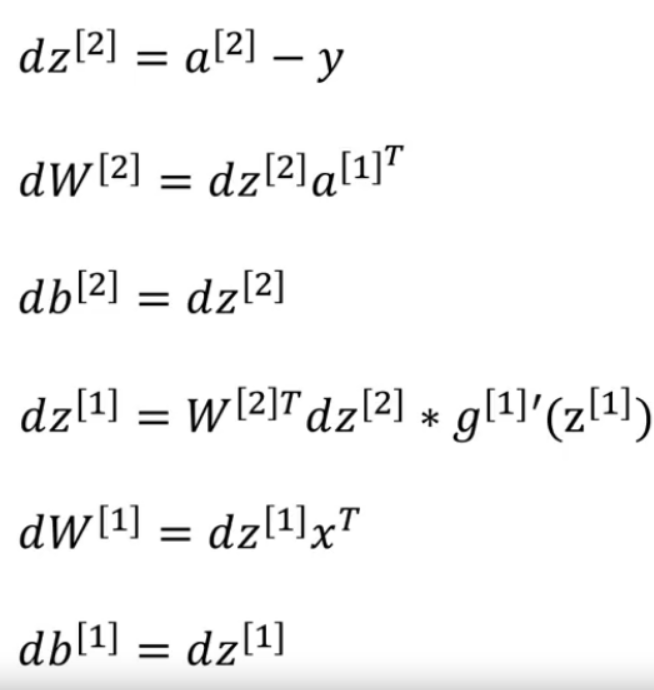 dz^[2] = a^[2] − y
dW^[2] = dz^[2]a^[1]^T
db^[2] = dz^[2]
dz^[1] = W^[2]T dz^[2] * g^[1]′(z^[1])
dW^[1] = dz^[1]x^T
db^[1] = dz^[1]